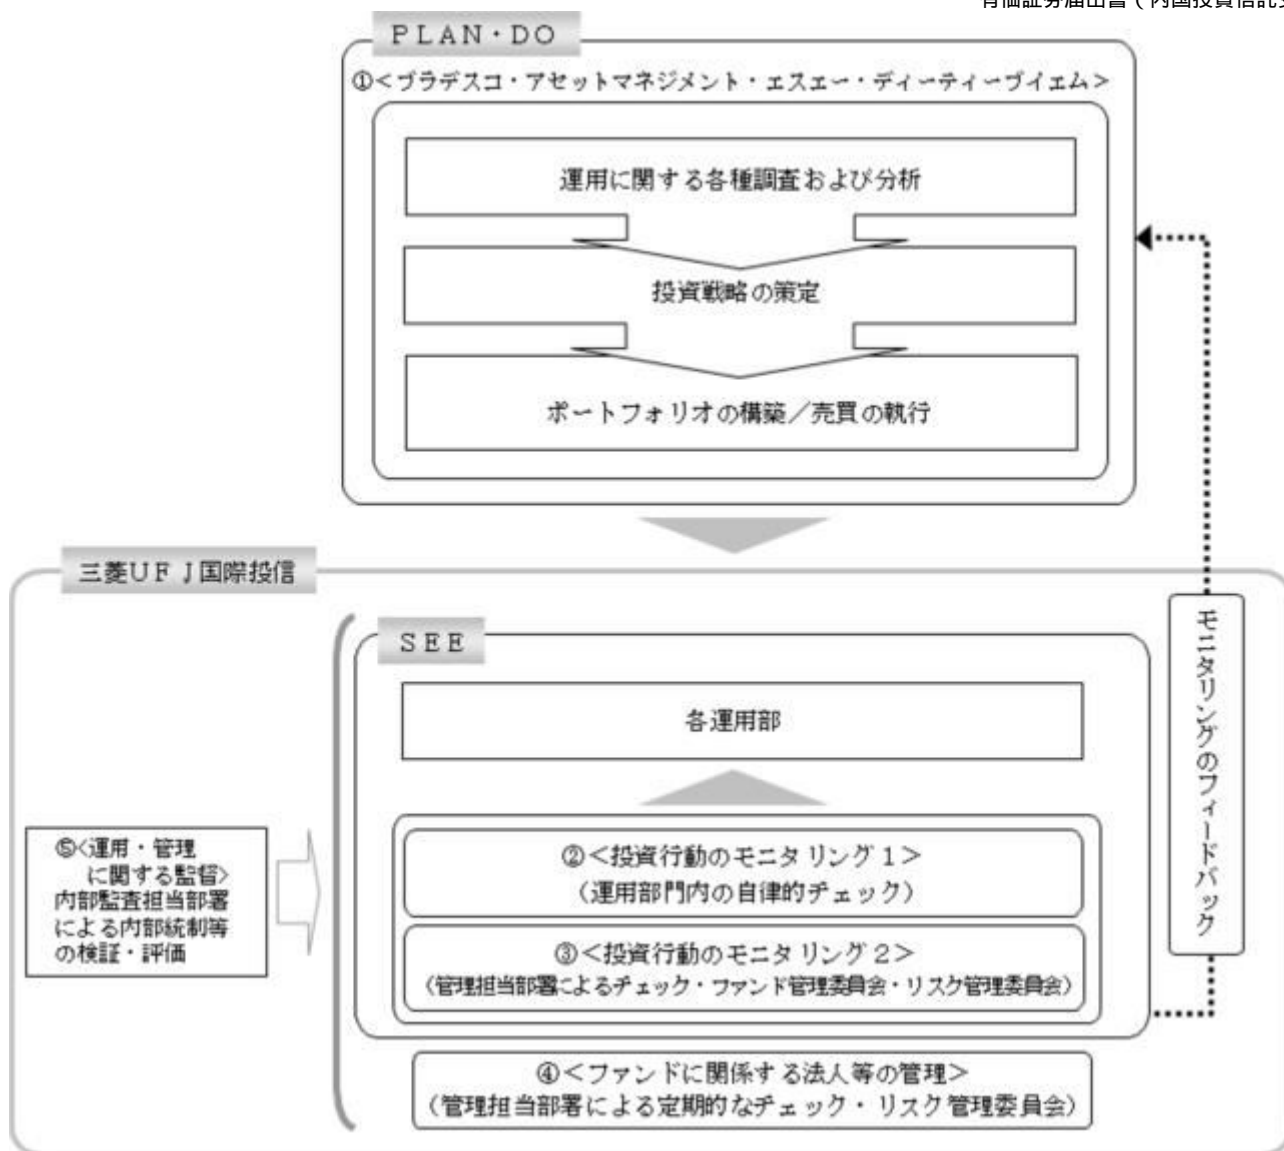 有価証券届出書（内国投資信託
ＰＬＡＮ・ＤＯ
①＜ブラデスコ・アセットマネジメント・エスエー・ディーティーヴイエム＞
運用に関する各種調査および分析
投資戦略の策定
ポートフォリオの構築／売買の執行
三菱ＵＦＪ国際投信
ＳＥＥ
各運用部
②＜投資行動のモニタリング１＞
（運用部門内の自律的チェック）
③＜投資行動のモニタリング２＞
（管理担当部署によるチェック・ファンド管理委員会・リスク管理委員会）
④＜ファンドに関係する法人等の管理＞
（管理担当部署による定期的なチェック・リスク管理委員会）
⑤＜運用・管理
に関する監督＞
内部監査担当部署
による内部統制等
の検証・評価
モニタリングのフィードバック